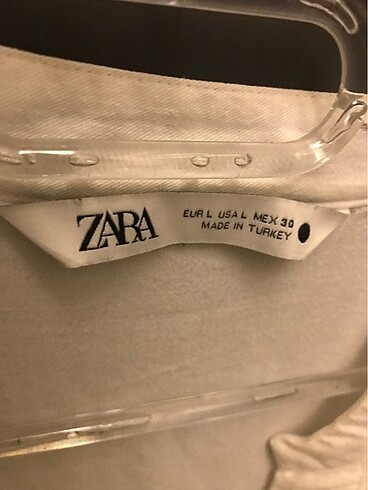 ZARA
EUR L USA L MEX 30
MADE IN TURKEY